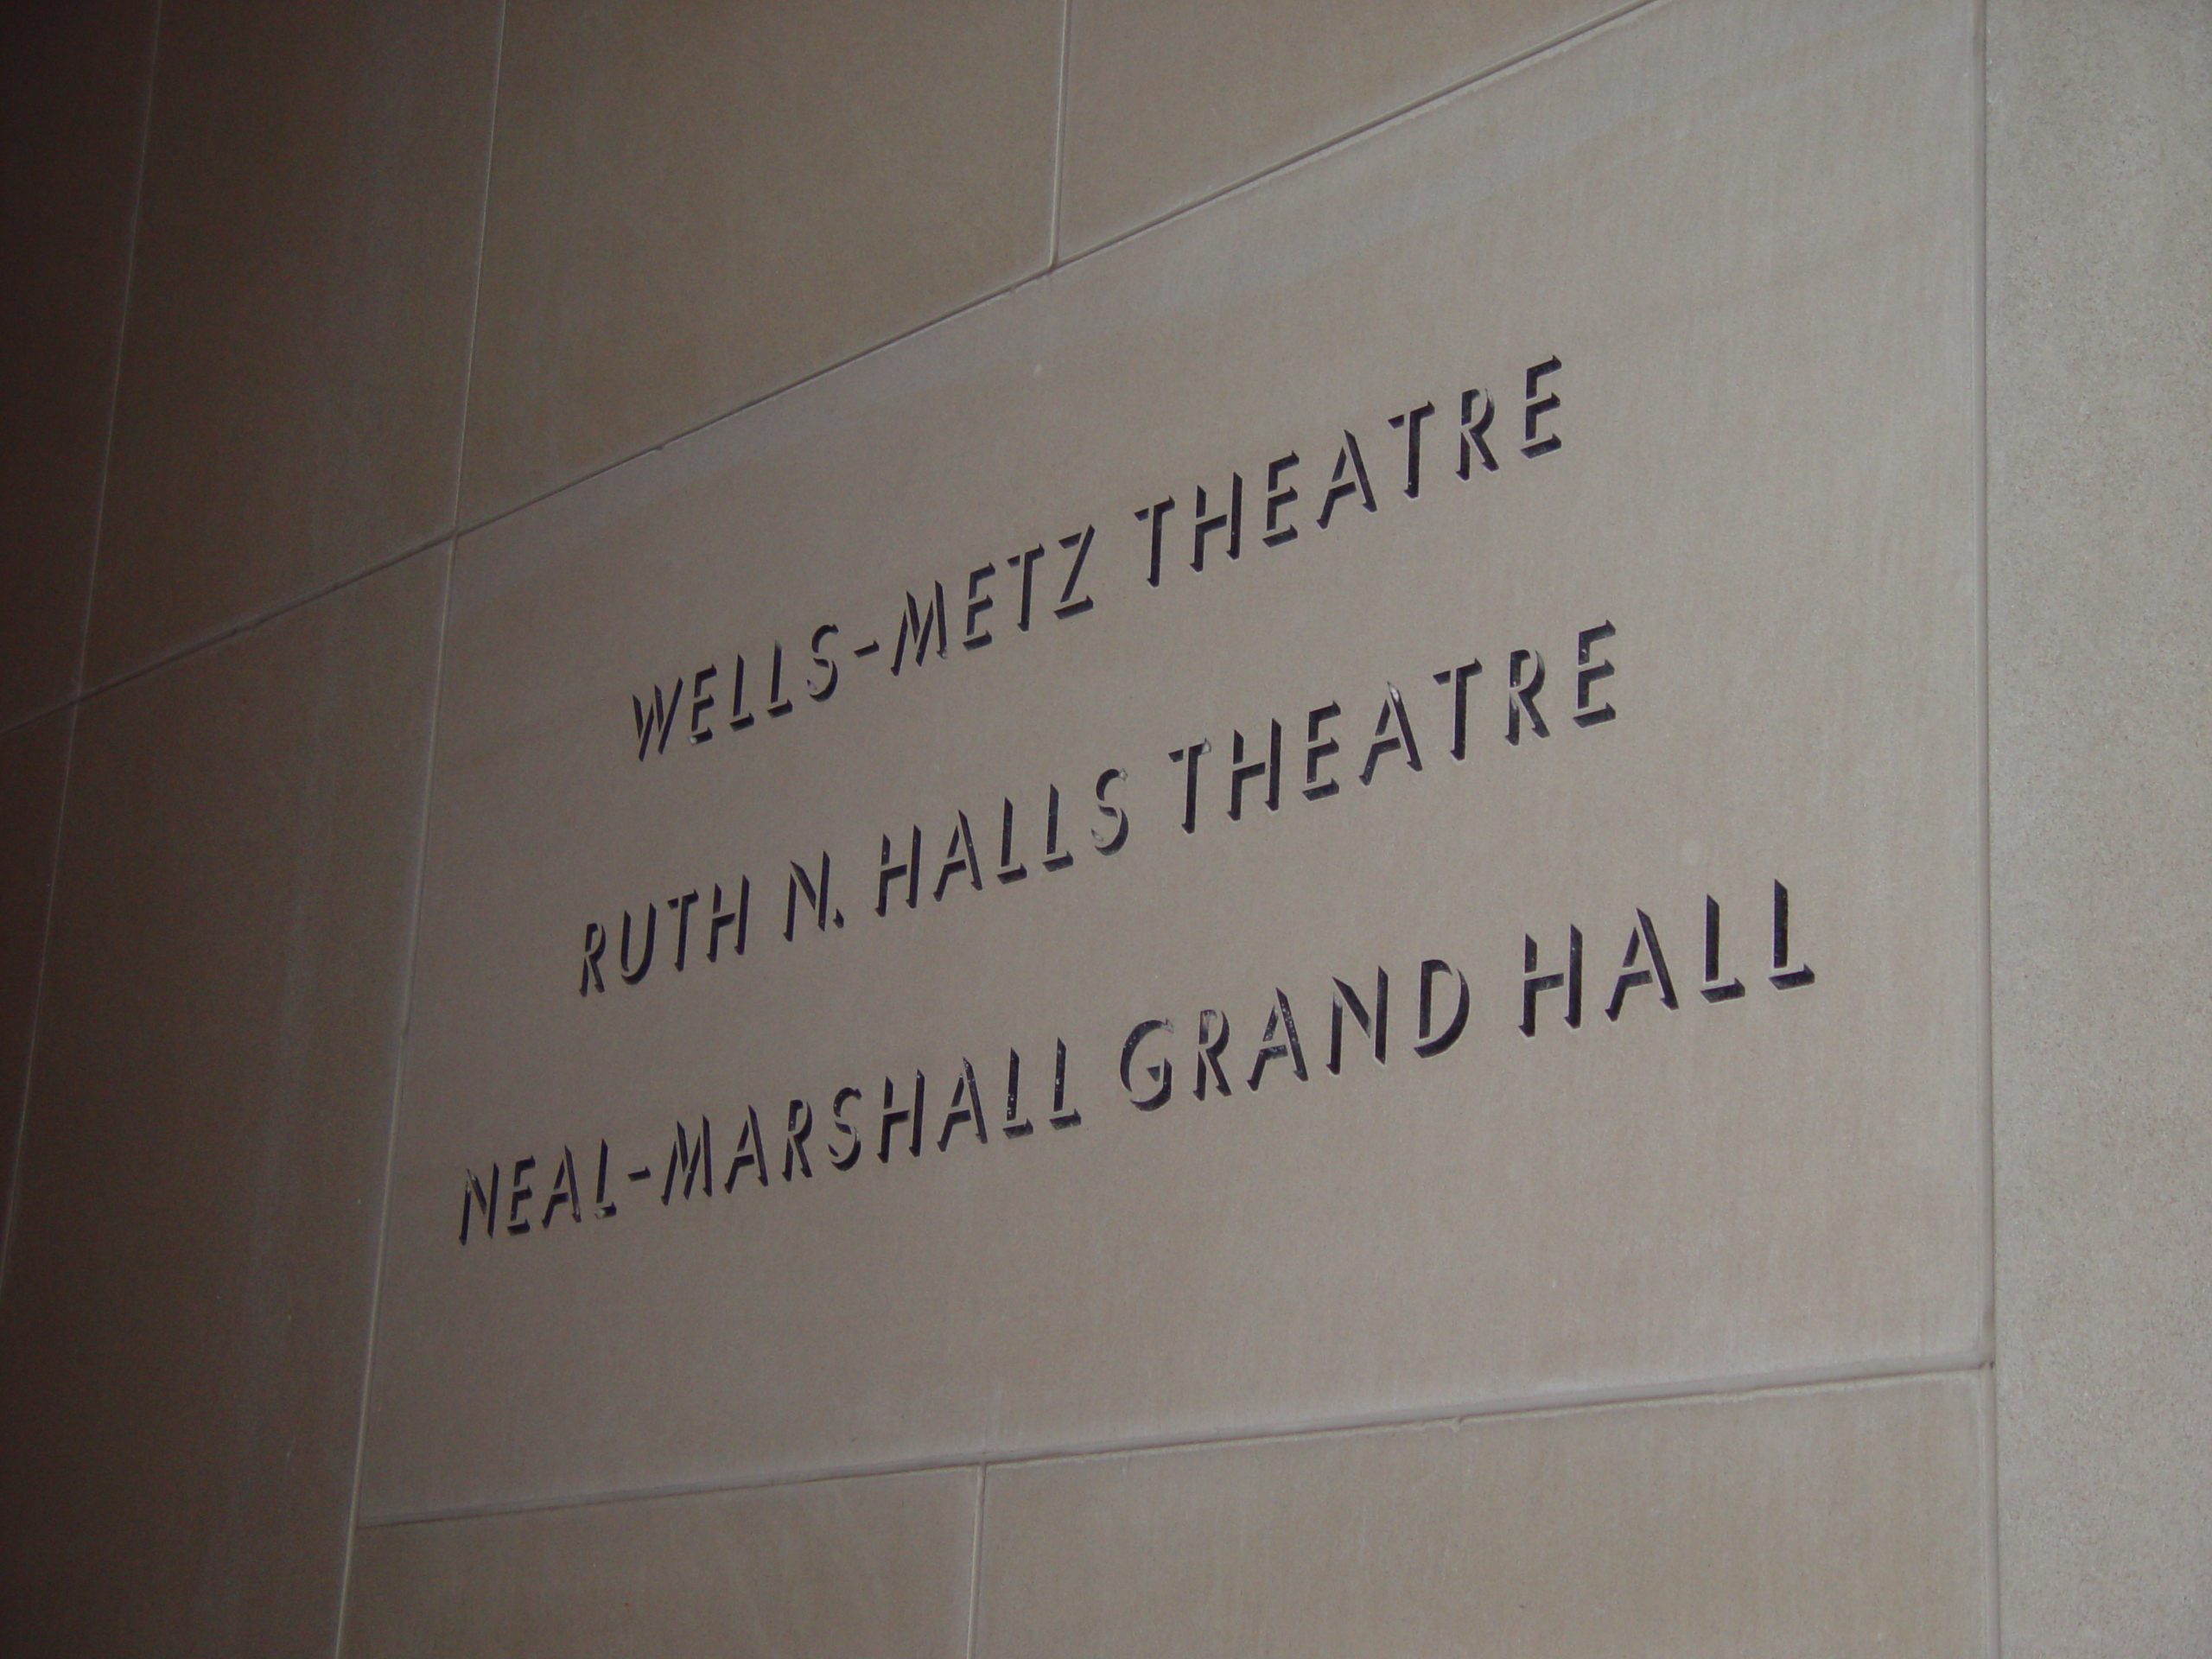 WELLS-METZ THEATRE
RUTH N. HALLS THEATRE
NEAL-MARSHALL GRAND HALL